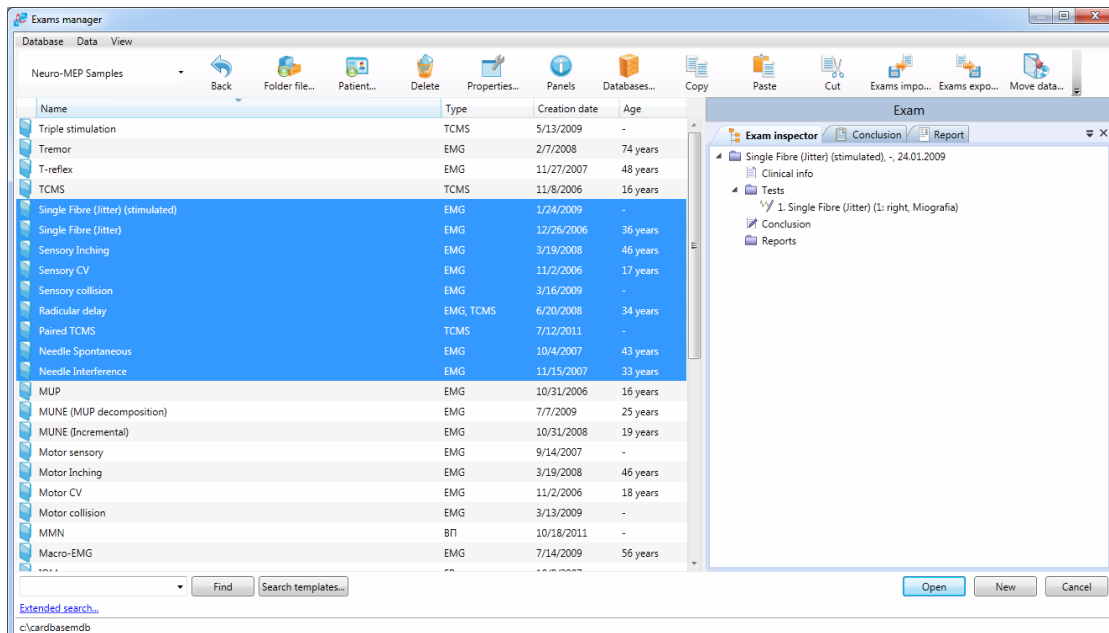 Exams manager
Database Data View
Neuro-MEP Samples
Back Folder file... Patient... Delete Properties... Panels Databases... Copy Paste Cut Exams impo... Exams expo... Move data...
Name Type Creation date Age
Triple stimulation TCMS 5/13/2009 -
Tremor EMG 2/7/2008 74 years
T-reflex EMG 11/27/2007 48 years
TCMS TCMS 11/8/2006 16 years
Single Fibre (Jitter) (stimulated) EMG 1/24/2009 -
Single Fibre (Jitter) EMG 12/26/2006 36 years
Sensory Inching EMG 3/19/2008 46 years
Sensory CV EMG 11/2/2006 17 years
Sensory collision EMG 3/16/2009 -
Radicular delay EMG, TCMS 6/20/2008 34 years
Paired TCMS TCMS 7/12/2011 -
Needle Spontaneous EMG 10/4/2007 43 years
Needle Interference EMG 11/15/2007 33 years
MUP EMG 10/31/2006 16 years
MUNE (MUP decomposition) EMG 7/7/2009 25 years
MUNE (Incremental) EMG 10/31/2008 19 years
Motor sensory EMG 9/14/2007 -
Motor Inching EMG 3/19/2008 46 years
Motor CV EMG 11/2/2006 18 years
Motor collision EMG 3/13/2009 -
MMN ВП 10/18/2011 -
Macro-EMG EMG 7/14/2009 56 years
Exam
Exam inspector Conclusion Report
Single Fibre (Jitter) (stimulated), -, 24.01.2009
Clinical info
Tests
1. Single Fibre (Jitter) (1: right, Miografia)
Conclusion
Reports
Find Search templates... Open New Cancel
Extended search...
c:\cardbasemdb